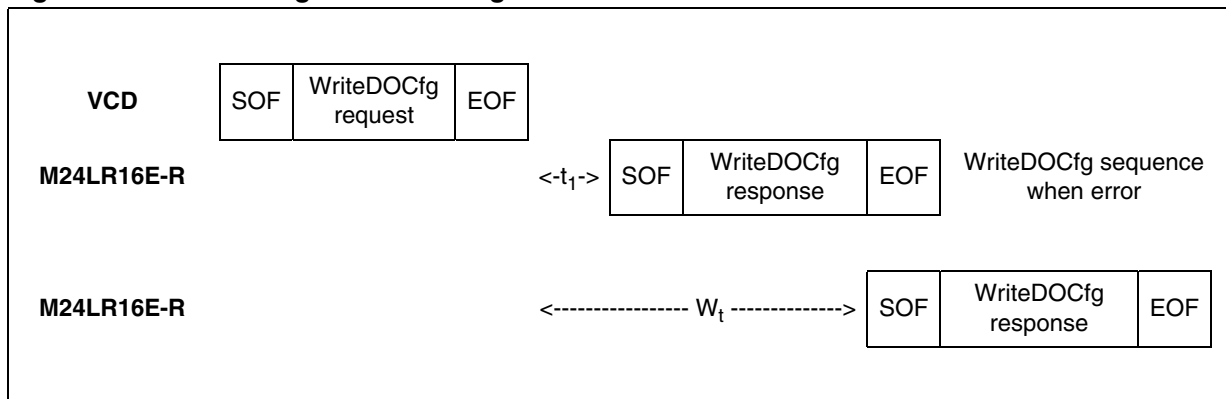 VCD SOF WriteDOCfg request EOF
M24LR16E-R <-t1-> SOF WriteDOCfg response EOF WriteDOCfg sequence when error
M24LR16E-R <----------------- Wt --------------> SOF WriteDOCfg response EOF